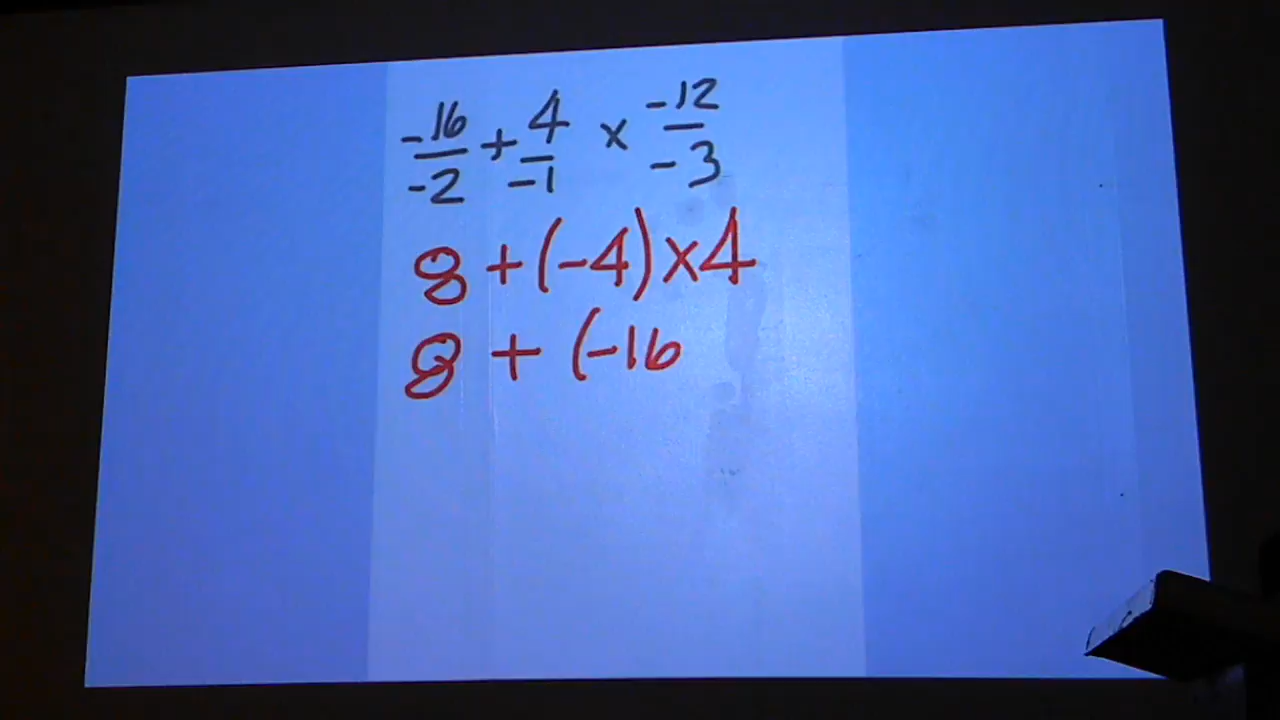 -16/-2 + 4/-1 × -12/-3
8 + (-4) × 4
8 + (-16